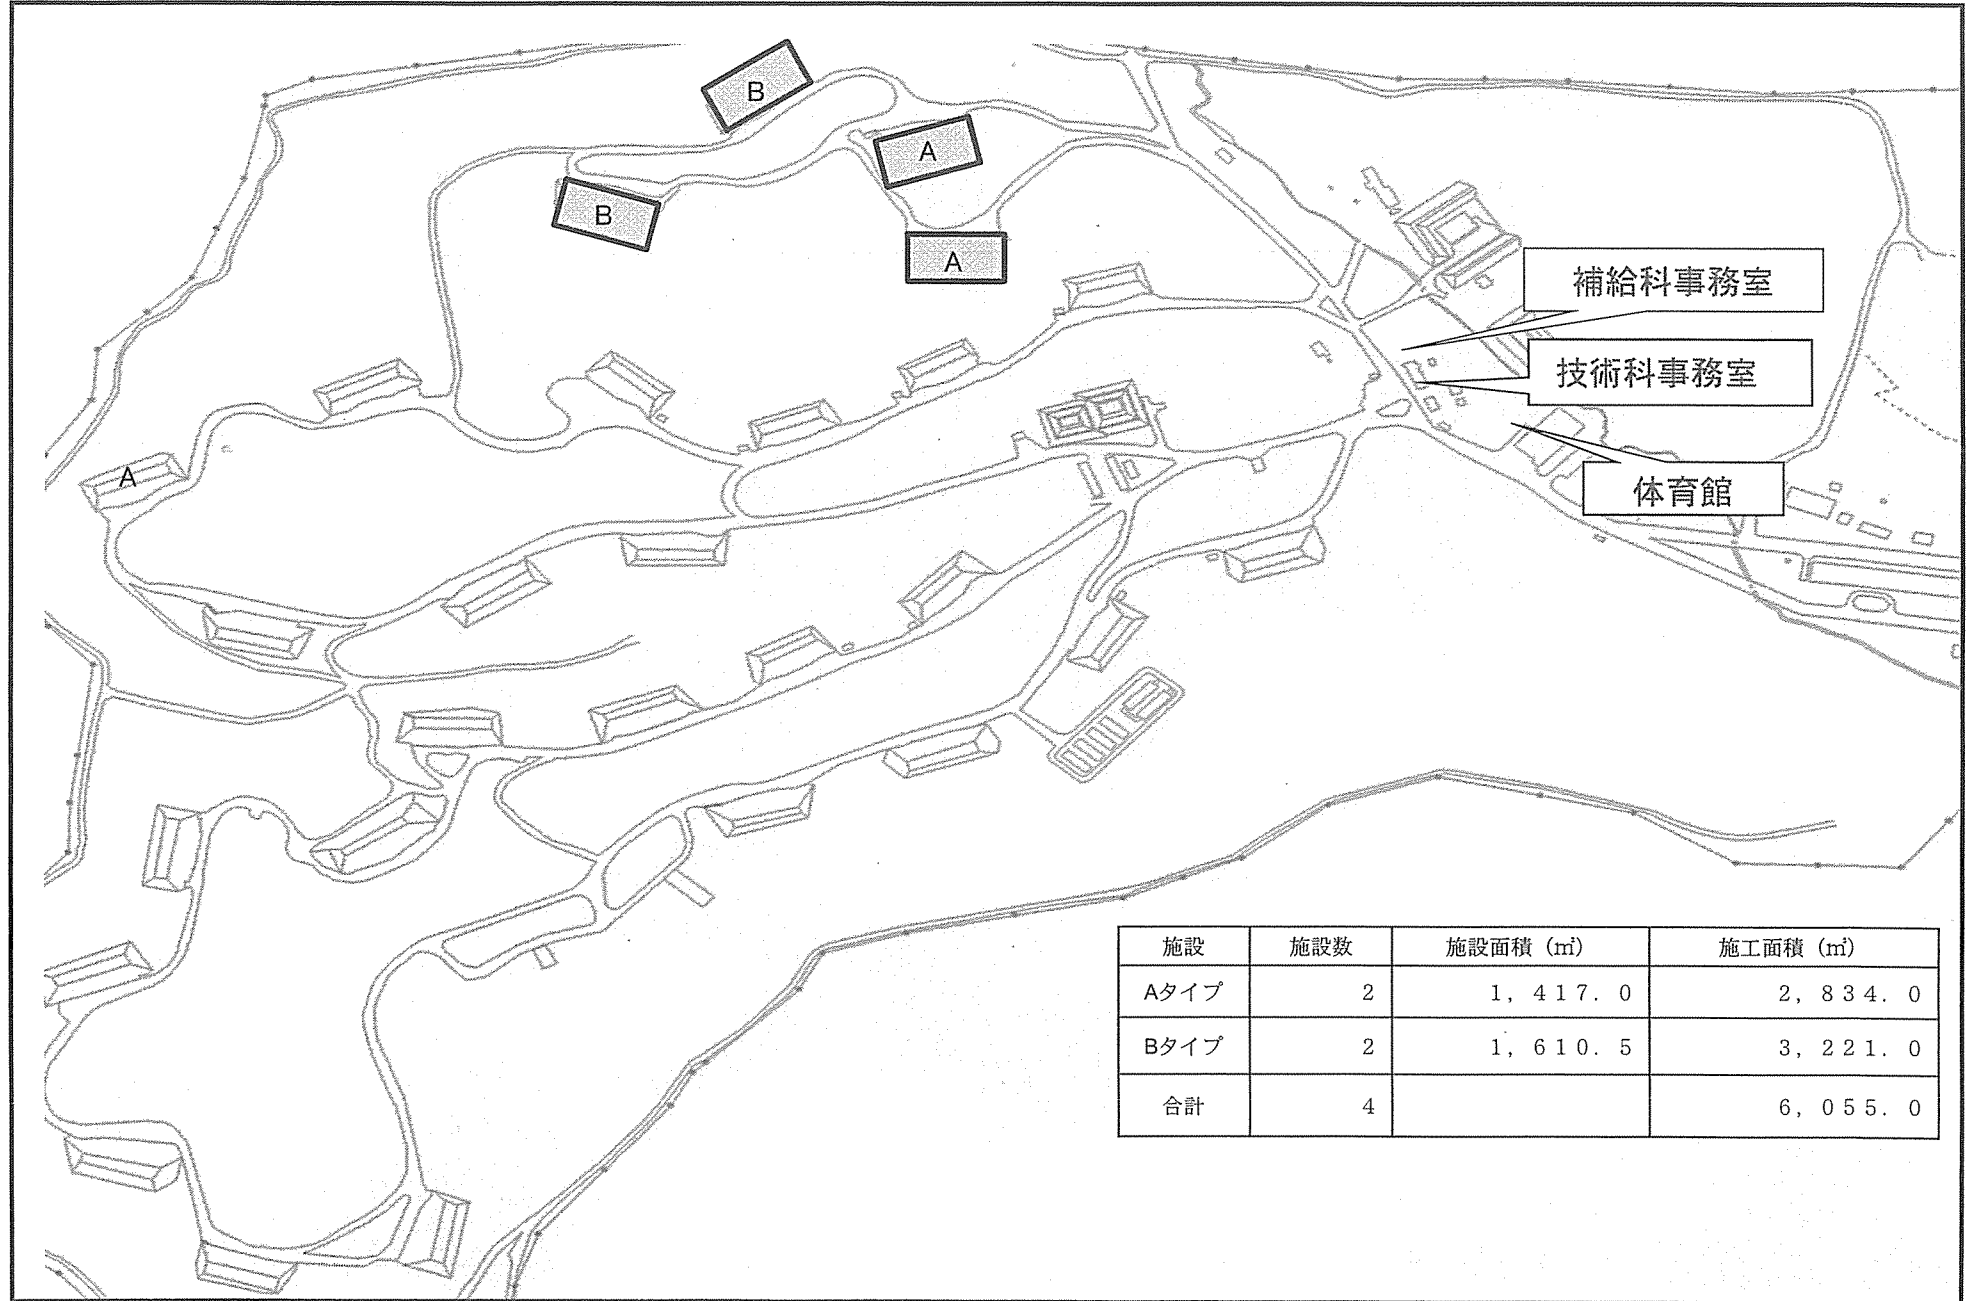 B
A
B
A
補給科事務室
技術科事務室
A
体育館
施設 施設数 施設面積（㎡） 施工面積（㎡）
Aタイプ 2 1，417．0 2，834．0
Bタイプ 2 1，610．5 3，221．0
合計 4 6，055．0